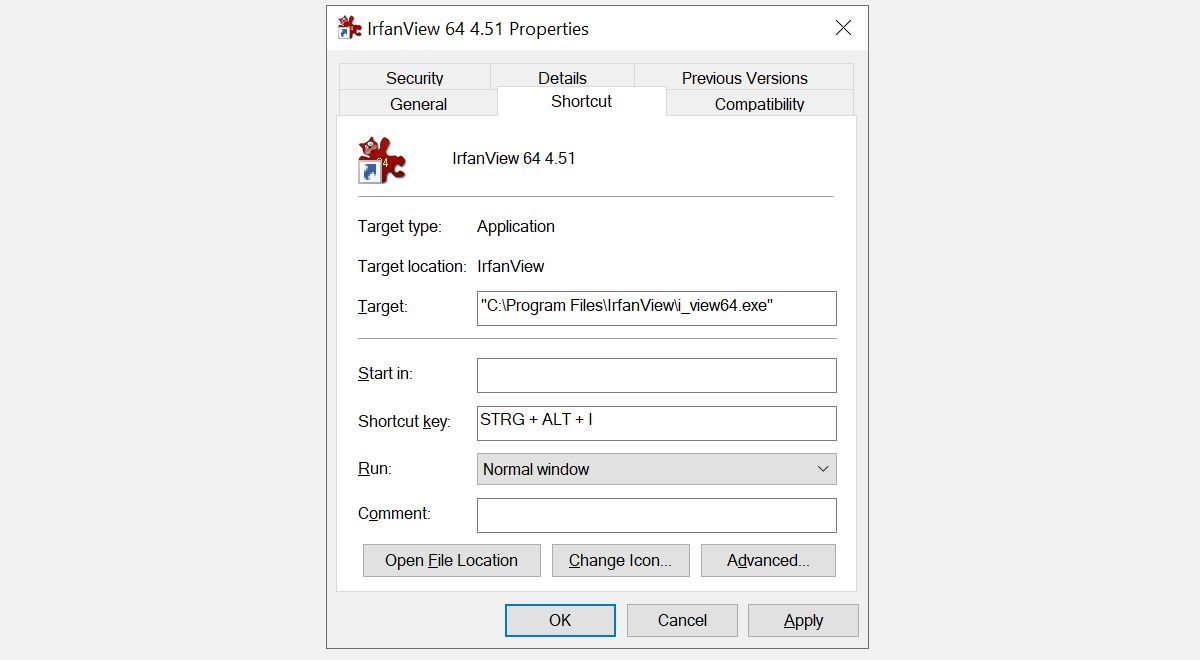 IrfanView 64 4.51 Properties
Security Details Previous Versions
General Shortcut Compatibility
64
IrfanView 64 4.51
Target type: Application
Target location: IrfanView
Target: "C:\Program Files\IrfanView\i_view64.exe"
Start in:
Shortcut key: STRG + ALT + I
Run: Normal window
Comment:
Open File Location Change Icon... Advanced...
OK Cancel Apply